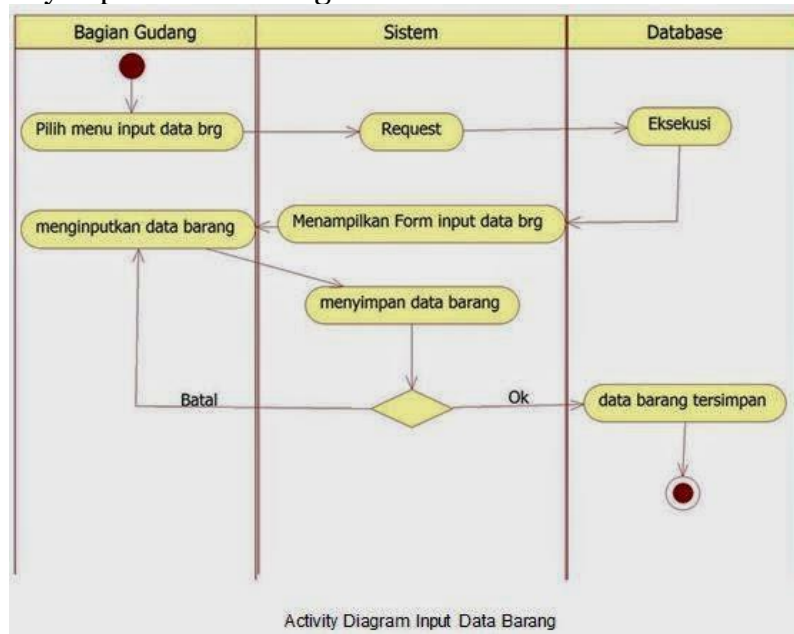 Bagian Gudang
Sistem
Database
Pilih menu input data brg
Request
Eksekusi
menginputkan data barang
Menampilkan Form input data brg
menyimpan data barang
Batal
Ok
data barang tersimpan
Activity Diagram Input Data Barang